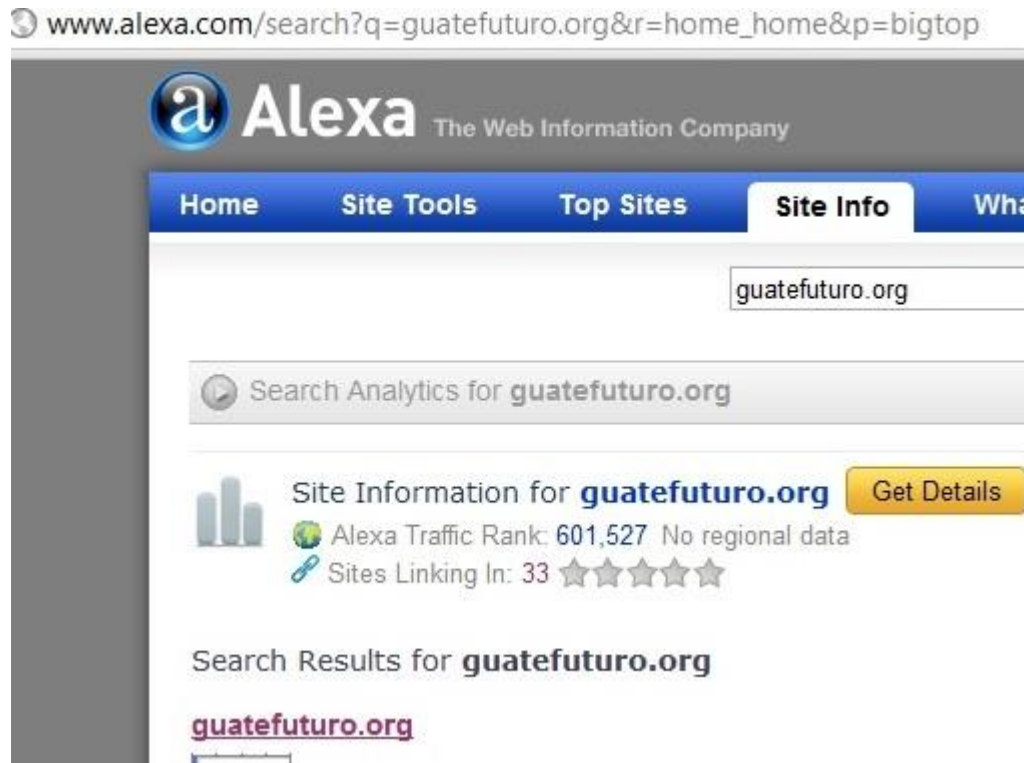 www.alexa.com/search?q=guatefuturo.org&r=home_home&p=bigtop
a Alexa The Web Information Company
Home Site Tools Top Sites Site Info Wha
guatefuturo.org
Search Analytics for guatefuturo.org
Site Information for guatefuturo.org Get Details
Alexa Traffic Rank: 601,527 No regional data
Sites Linking In: 33
Search Results for guatefuturo.org
guatefuturo.org